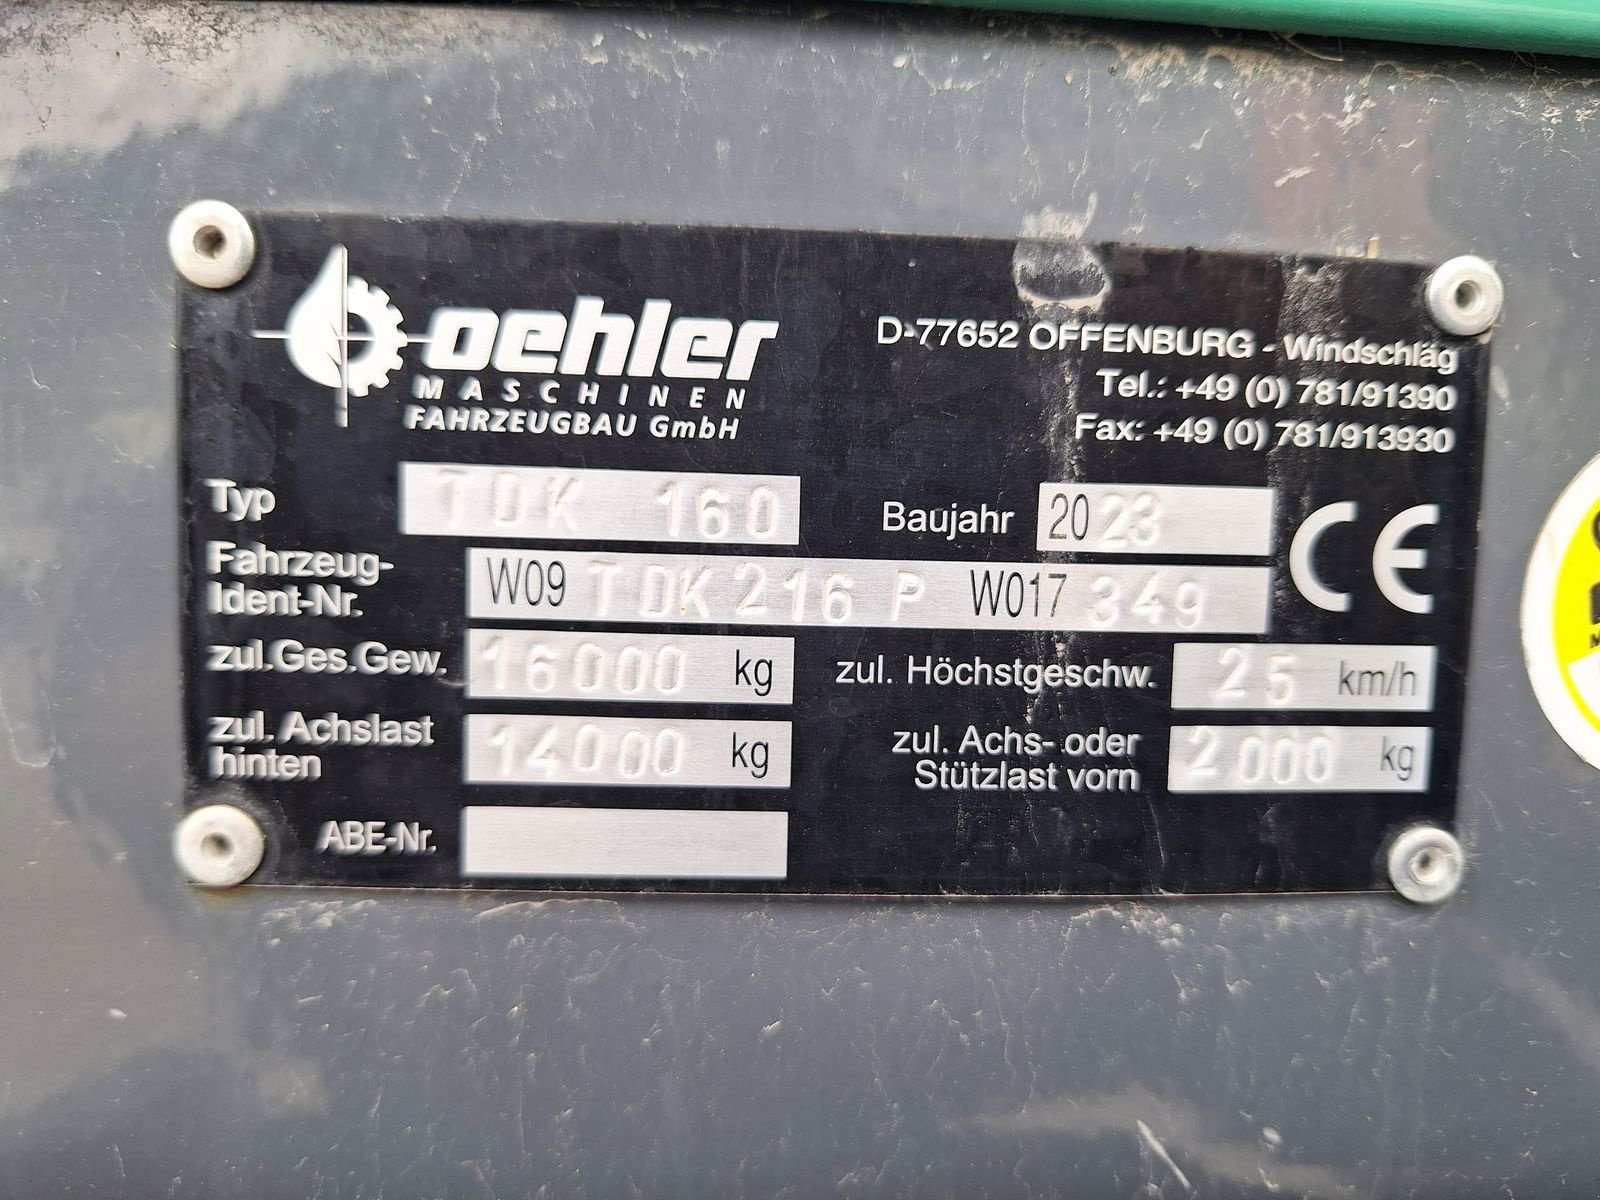 oehler
MASCHINEN
FAHRZEUGBAU GmbH
D-77652 OFFENBURG - Windschläg
Tel.: +49 (0) 781/91390
Fax: +49 (0) 781/913930
Typ TDK 160
Baujahr 2023
CE
Fahrzeug-
Ident-Nr. W09 TDK216 P W017 349
zul.Ges.Gew. 16000 kg
zul. Höchstgeschw. 25 km/h
zul. Achslast
hinten 14000 kg
zul. Achs- oder
Stützlast vorn 2000 kg
ABE-Nr.